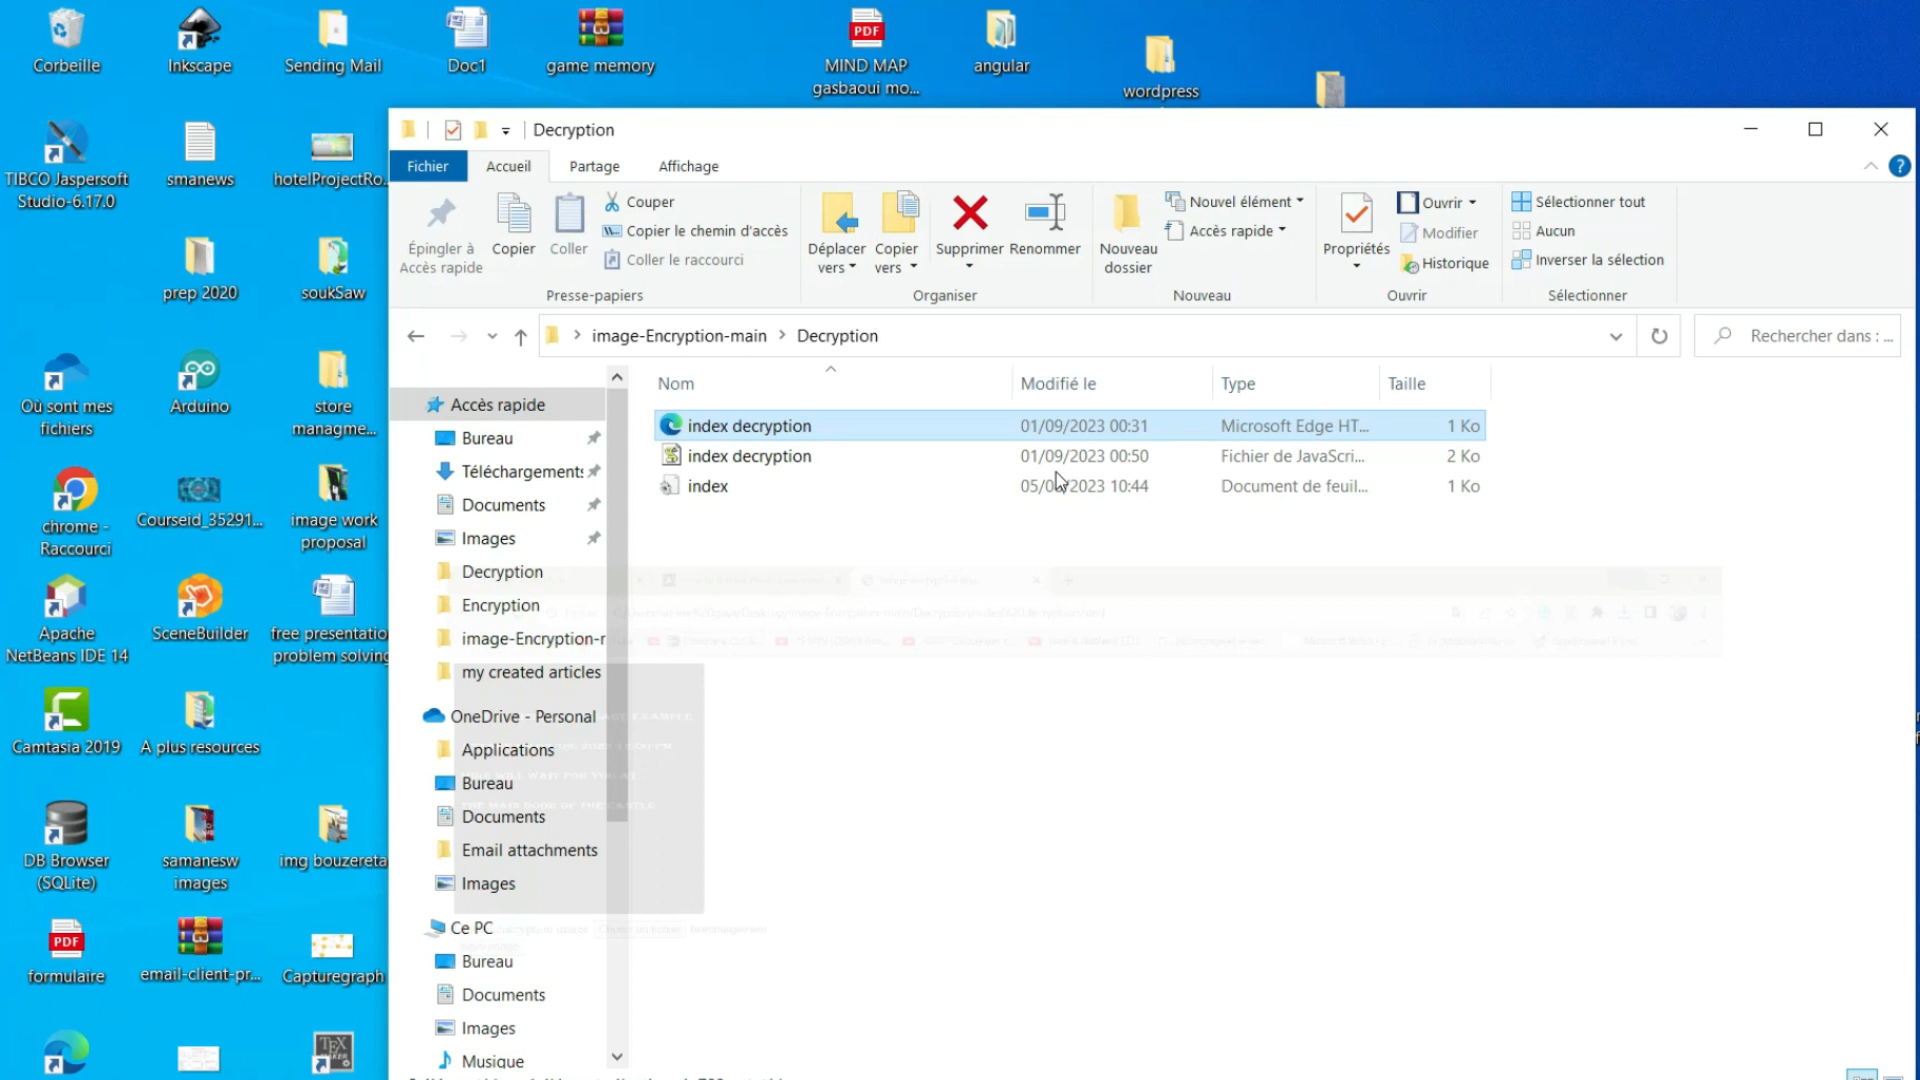 Corbeille
Inkscape
Sending Mail
Doc1
game memory
MIND MAP
gasbaoui mo...
angular
wordpress
TIBCO Jaspersoft
Studio-6.17.0
smanews
hotelProjectRo..
prep 2020
soukSaw
Où sont mes
fichiers
Arduino
store
managme...
chrome -
Raccourci
Courseid_35291...
image work
proposal
Apache
NetBeans IDE 14
SceneBuilder
free presentatio
problem solving
Camtasia 2019
A plus resources
DB Browser
(SQLite)
samanesw
images
img bouzereta
formulaire
email-client-pr...
Capturegraph
Decryption
Fichier
Accueil
Partage
Affichage
Épingler à
Accès rapide
Copier
Coller
Couper
Copier le chemin d'accès
Coller le raccourci
Presse-papiers
Déplacer
vers
Copier
vers
Supprimer
Renommer
Organiser
Nouveau
dossier
Nouvel élément
Accès rapide
Nouveau
Propriétés
Ouvrir
Modifier
Historique
Ouvrir
Sélectionner tout
Aucun
Inverser la sélection
Sélectionner
image-Encryption-main > Decryption
Rechercher dans : ...
Nom Modifié le Type Taille
index decryption 01/09/2023 00:31 Microsoft Edge HT... 1 Ko
index decryption 01/09/2023 00:50 Fichier de JavaScri... 2 Ko
index 2023 10:44 Document de feuil... 1 Ko
Accès rapide
Bureau
Téléchargements
Documents
Images
Decryption
Encryption
image-Encryption-r
my created articles
OneDrive - Personal
Applications
Bureau
Documents
Email attachments
Images
Ce PC
Bureau
Documents
Images
Musique